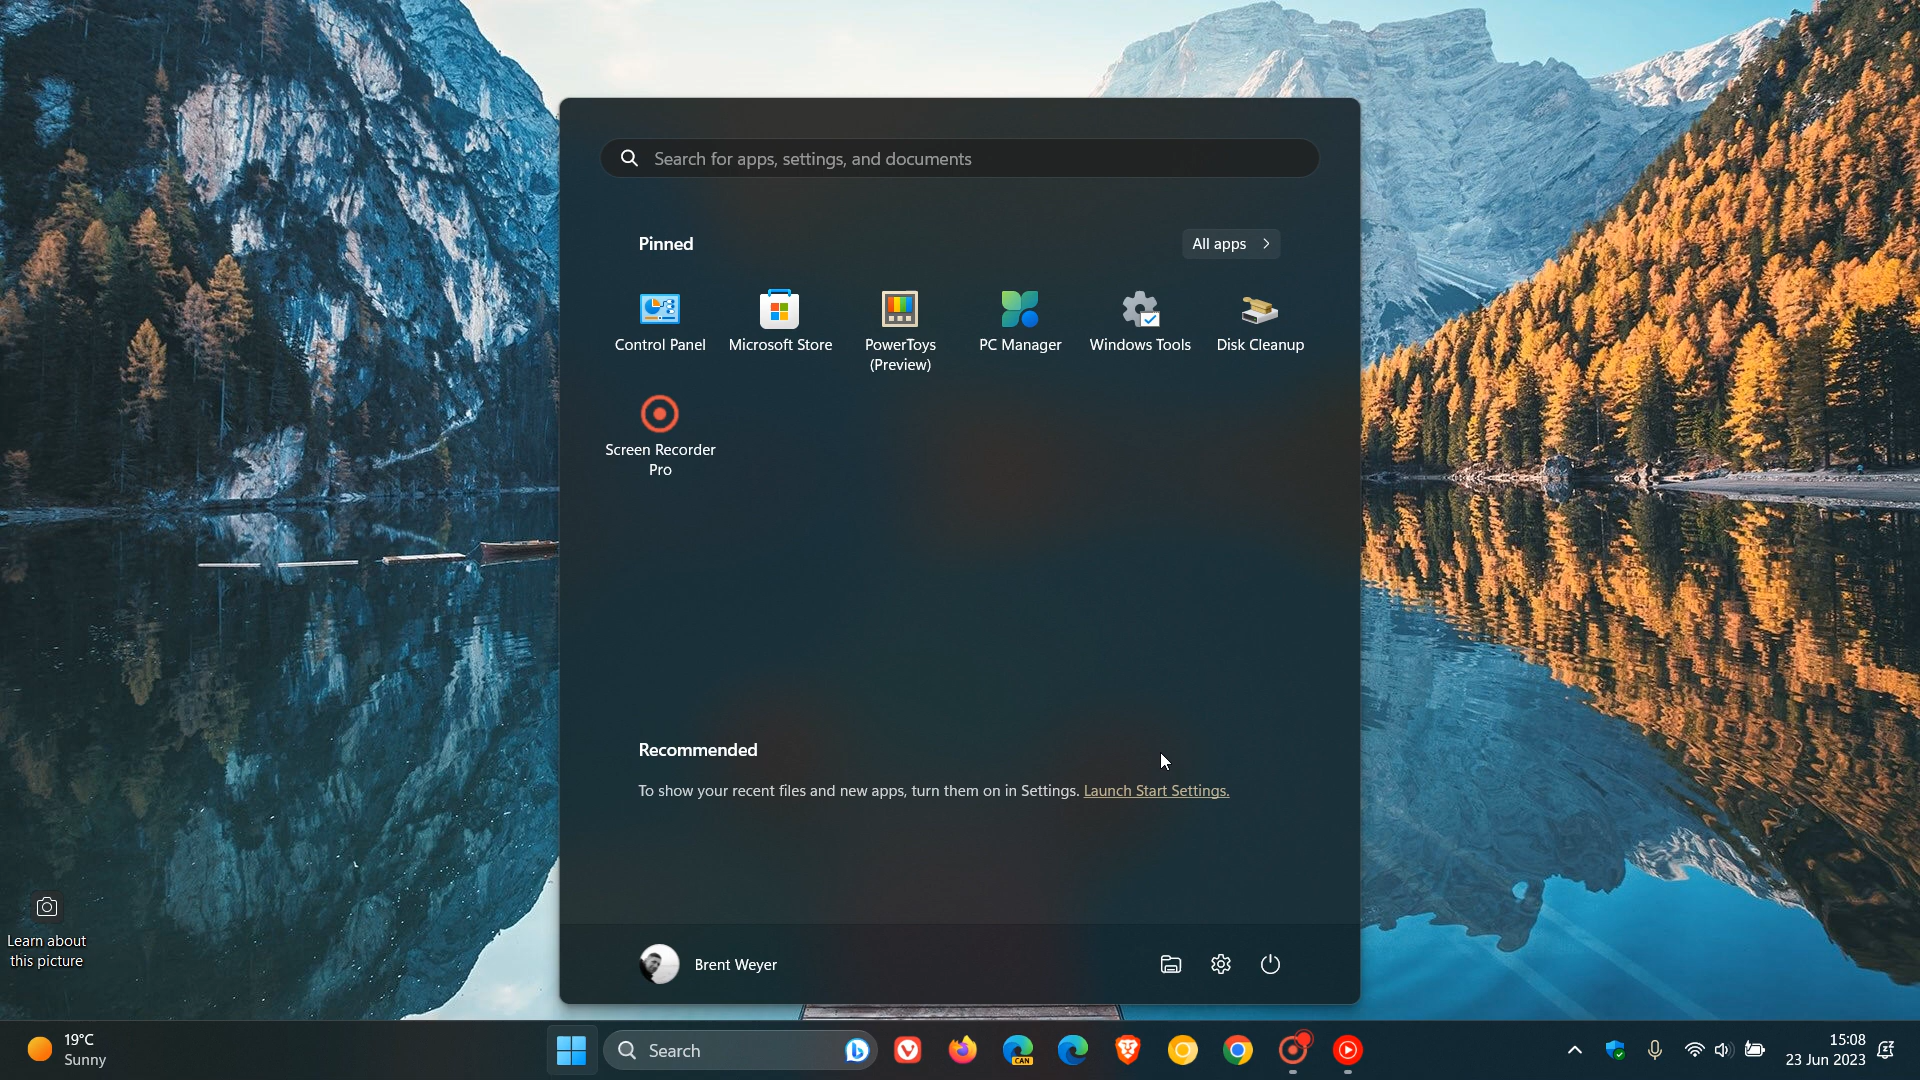 Search for apps, settings, and documents
Pinned
All apps
Control Panel
Microsoft Store
PowerToys
(Preview)
PC Manager
Windows Tools
Disk Cleanup
Screen Recorder
Pro
Recommended
To show your recent files and new apps, turn them on in Settings. Launch Start Settings.
Learn about
this picture
Brent Weyer
19°C
Sunny
Search
CAN
15:08
23 Jun 2023